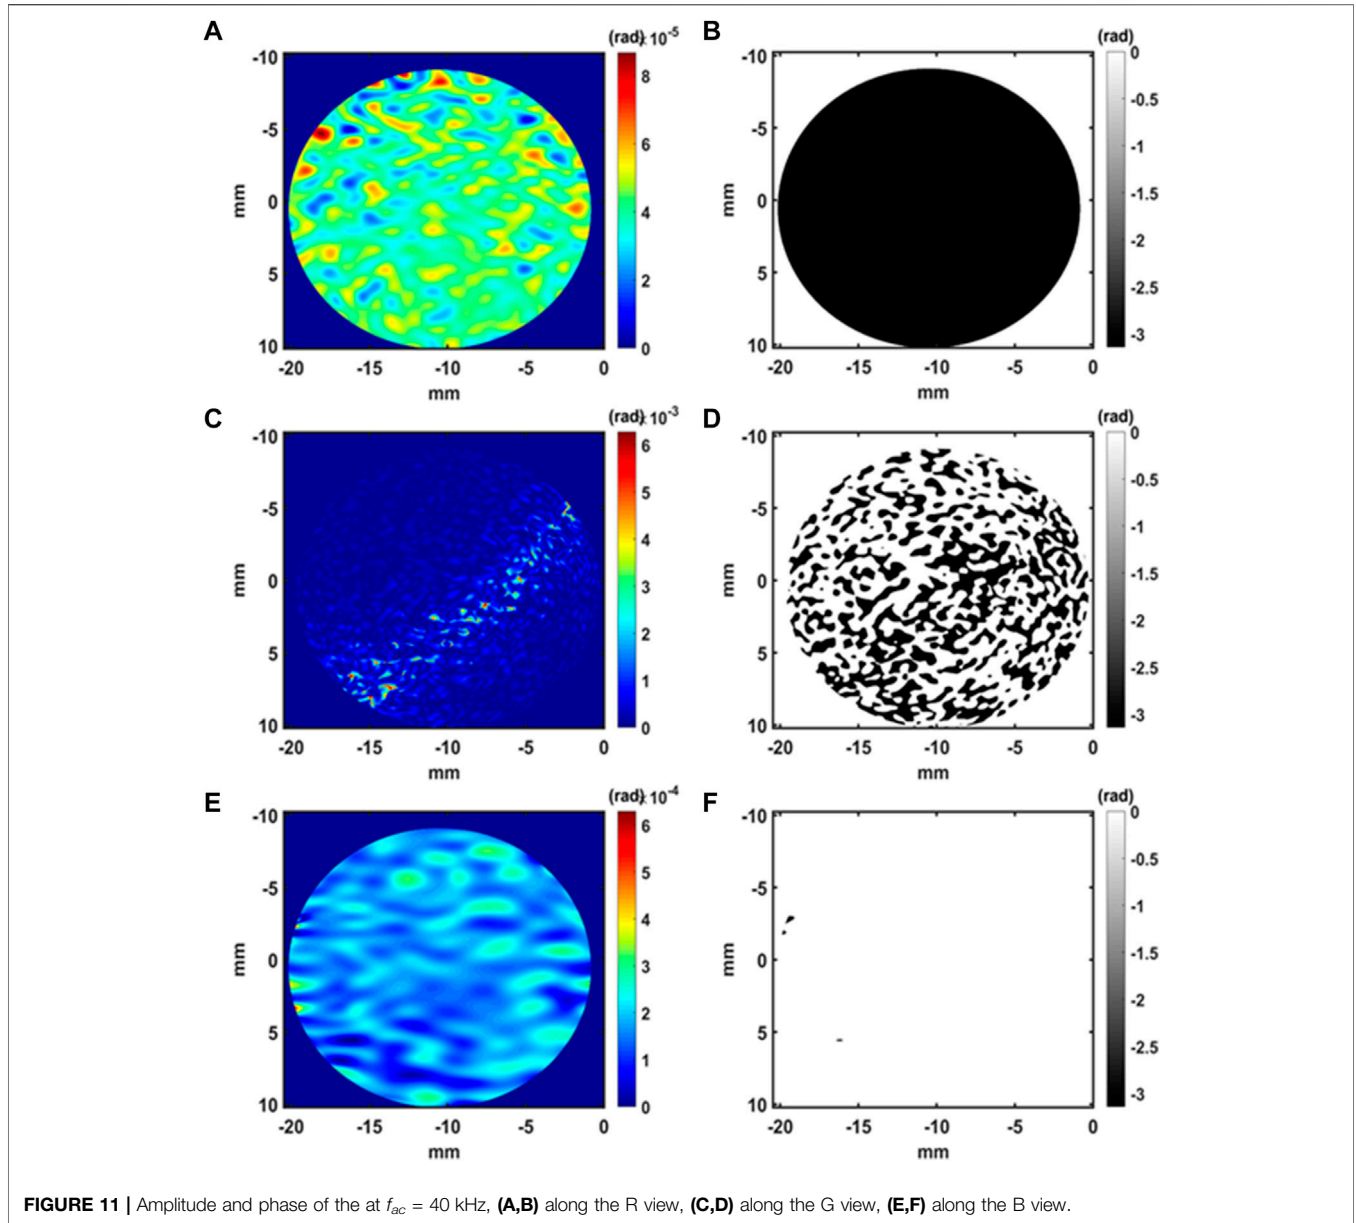 A
(rad)×10-5
-10
-5
0
5
10
-20 -15 -10 -5 0
mm
mm
8
6
4
2
0
B
(rad)
-10
-5
0
5
10
-20 -15 -10 -5 0
mm
mm
0
-0.5
-1
-1.5
-2
-2.5
-3
C
(rad)×10-3
-10
-5
0
5
10
-20 -15 -10 -5 0
mm
mm
6
5
4
3
2
1
0
D
(rad)
-10
-5
0
5
10
-20 -15 -10 -5 0
mm
mm
0
-0.5
-1
-1.5
-2
-2.5
-3
E
(rad)×10-4
-10
-5
0
5
10
-20 -15 -10 -5 0
mm
mm
6
5
4
3
2
1
0
F
(rad)
-10
-5
0
5
10
-20 -15 -10 -5 0
mm
mm
0
-0.5
-1
-1.5
-2
-2.5
-3
FIGURE 11 | Amplitude and phase of the at fac = 40 kHz, (A,B) along the R view, (C,D) along the G view, (E,F) along the B view.